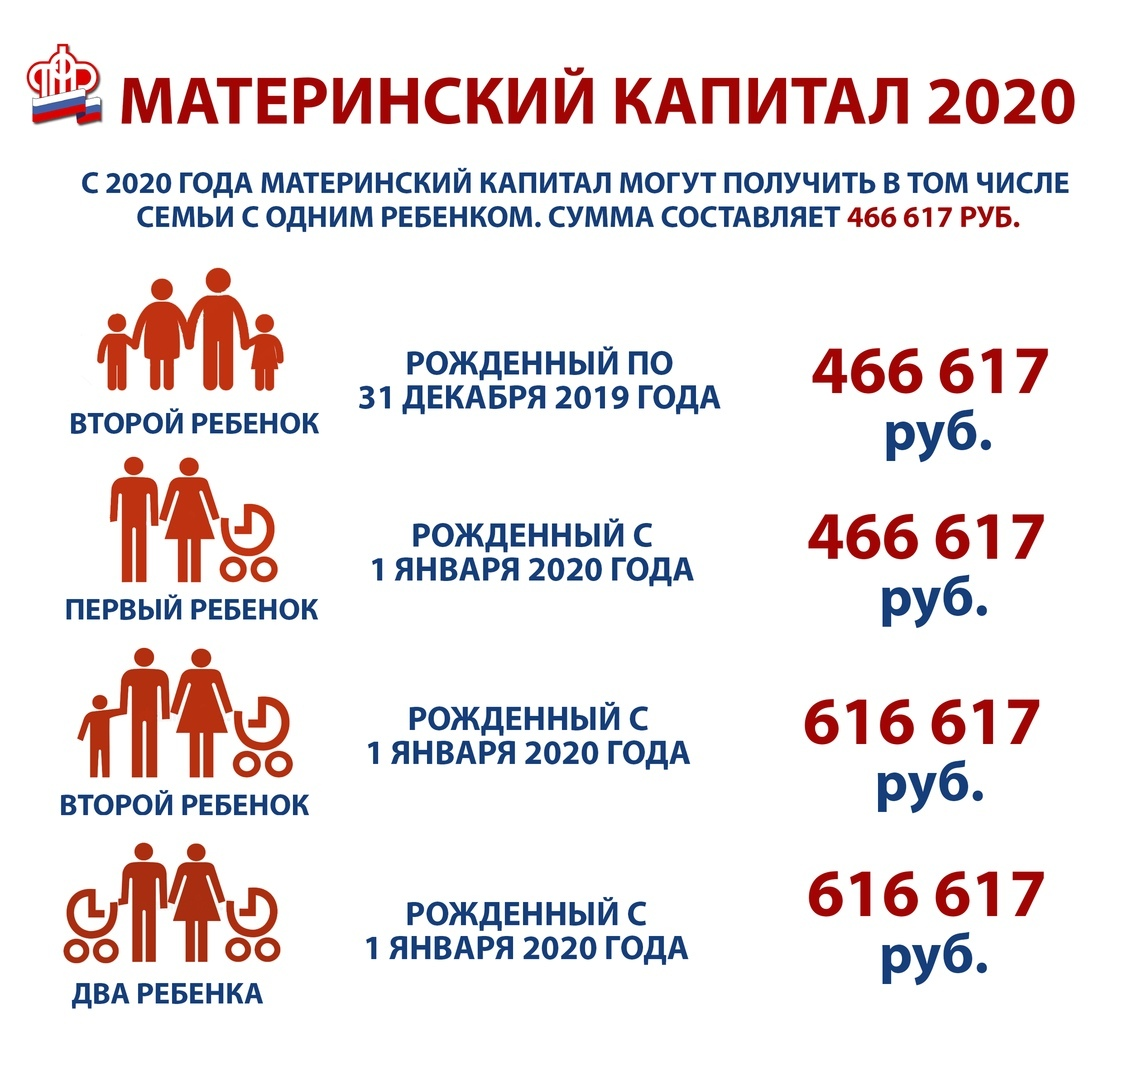 МАТЕРИНСКИЙ КАПИТАЛ 2020
С 2020 ГОДА МАТЕРИНСКИЙ КАПИТАЛ МОГУТ ПОЛУЧИТЬ В ТОМ ЧИСЛЕ
СЕМЬИ С ОДНИМ РЕБЕНКОМ. СУММА СОСТАВЛЯЕТ 466 617 РУБ.
ВТОРОЙ РЕБЕНОК
РОЖДЕННЫЙ ПО
31 ДЕКАБРЯ 2019 ГОДА
466 617
руб.
ПЕРВЫЙ РЕБЕНОК
РОЖДЕННЫЙ С
1 ЯНВАРЯ 2020 ГОДА
466 617
руб.
ВТОРОЙ РЕБЕНОК
РОЖДЕННЫЙ С
1 ЯНВАРЯ 2020 ГОДА
616 617
руб.
ДВА РЕБЕНКА
РОЖДЕННЫЙ С
1 ЯНВАРЯ 2020 ГОДА
616 617
руб.